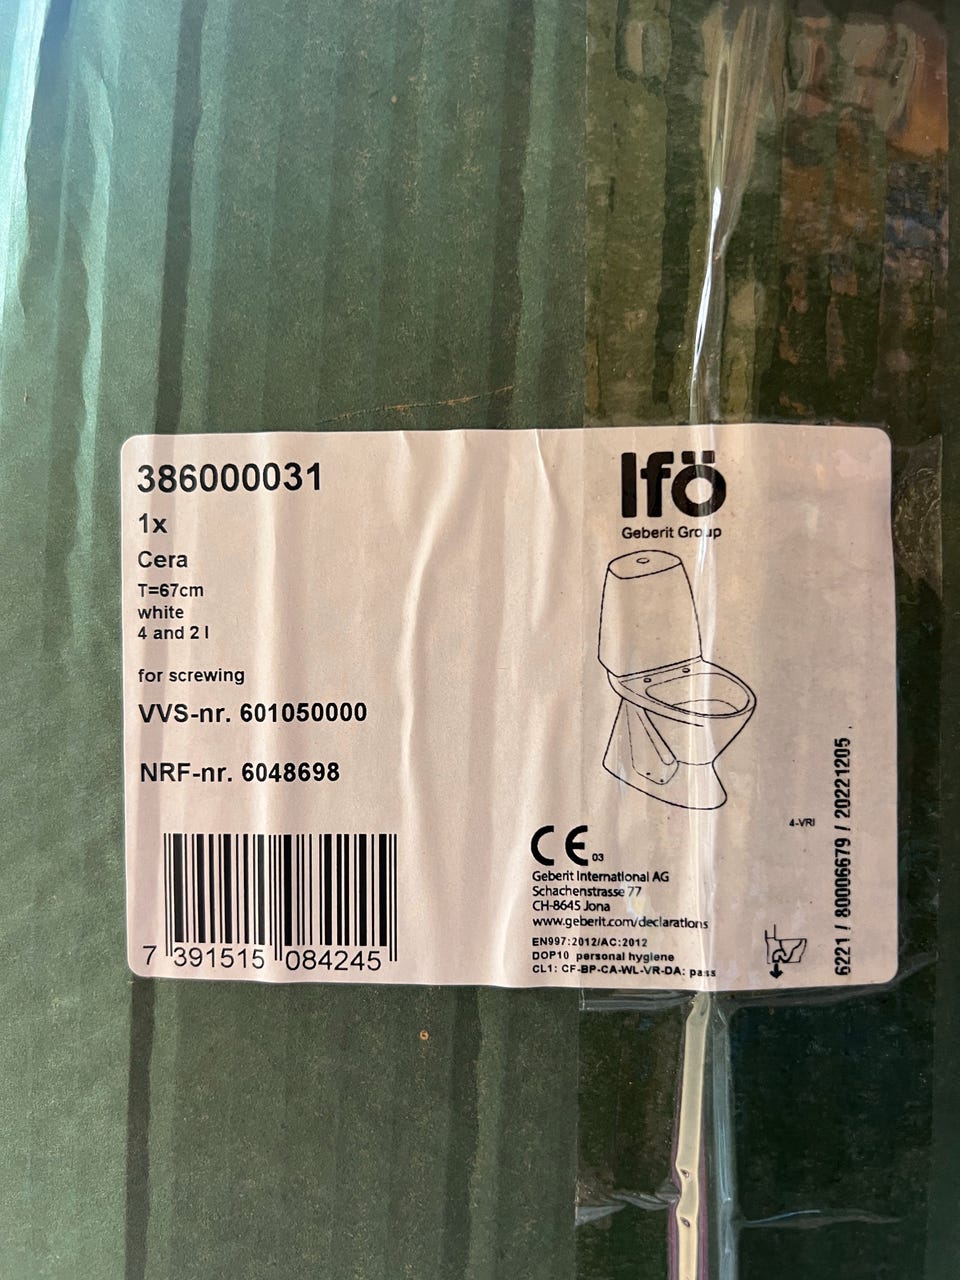 386000031
1x
Cera
T=67cm
white
4 and 2 l
for screwing
VVS-nr. 601050000
NRF-nr. 6048698
7 391515 084245
Ifö
Geberit Group
4-VRI
CE 03
Geberit International AG
Schachenstrasse 77
CH-8645 Jona
www.geberit.com/declarations
EN997:2012/AC:2012
DOP10 personal hygiene
CL1: CF-BP-CA-WL-VR-DA: pass
6221 / 80006679 / 20221205